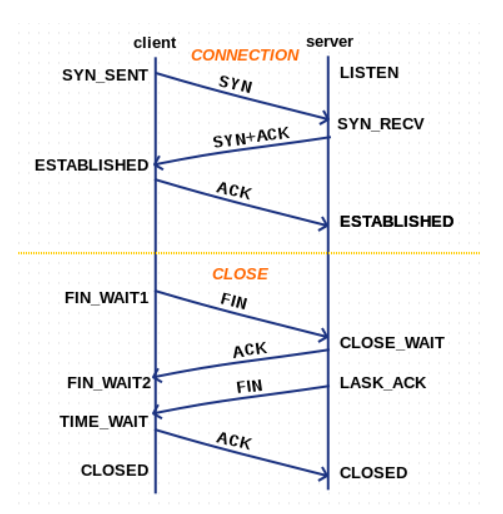 client
server
CONNECTION
SYN_SENT
LISTEN
SYN
SYN_RECV
SYN+ACK
ESTABLISHED
ACK
ESTABLISHED
CLOSE
FIN_WAIT1
FIN
CLOSE_WAIT
ACK
FIN_WAIT2
LASK_ACK
FIN
TIME_WAIT
ACK
CLOSED
CLOSED